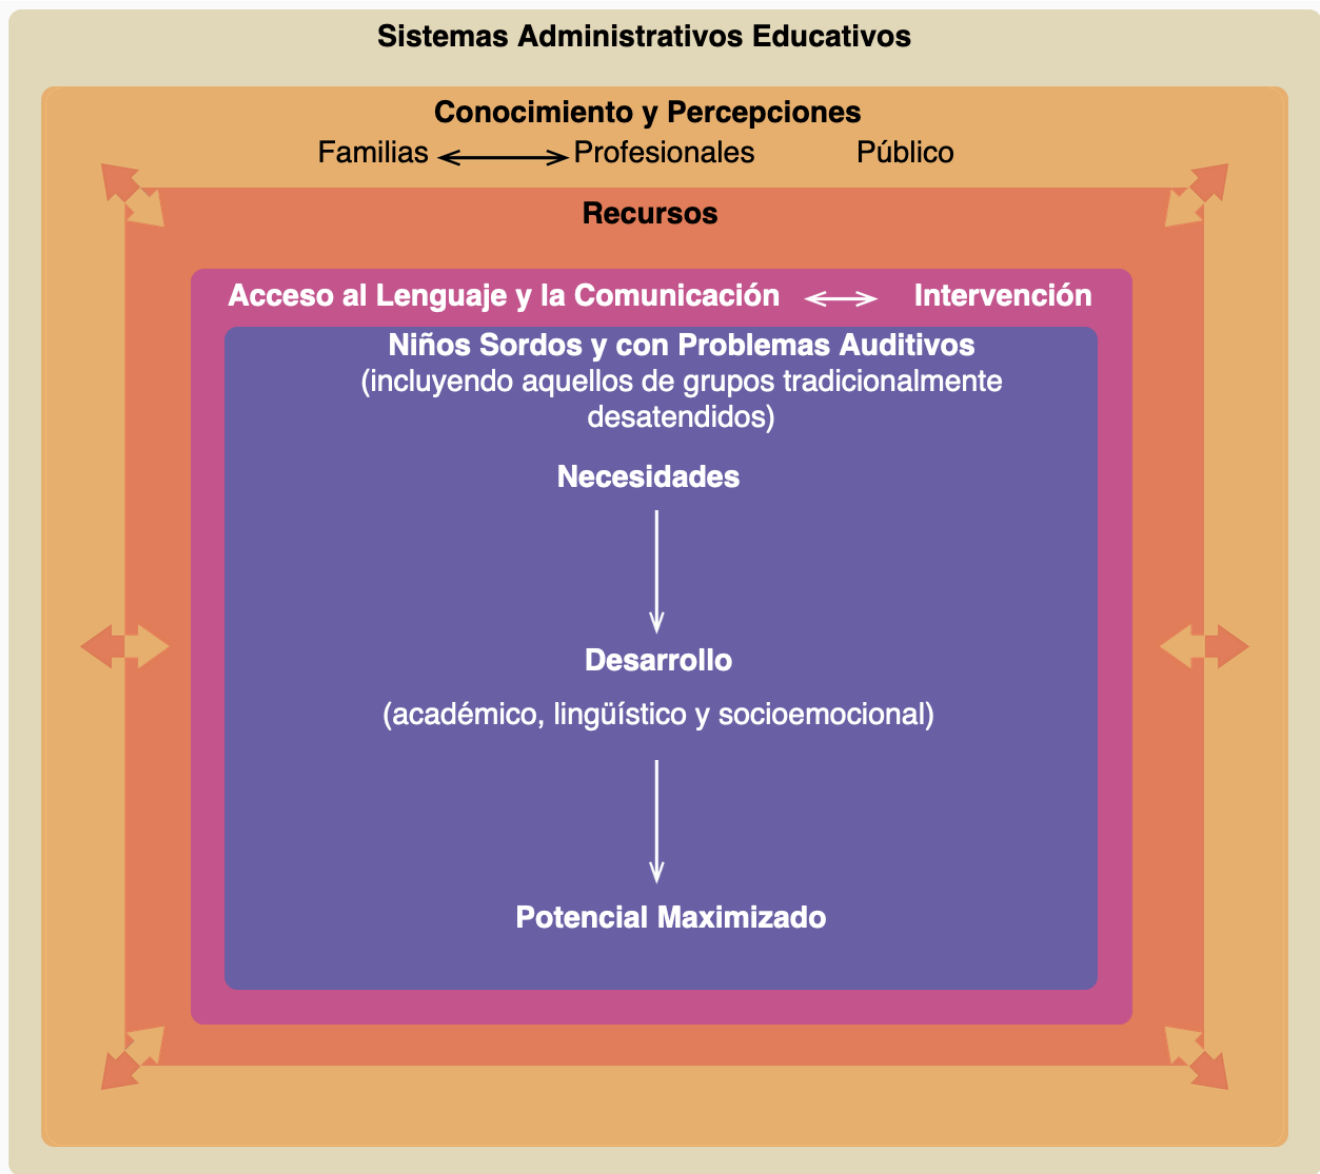 Sistemas Administrativos Educativos
Conocimiento y Percepciones
Familias Profesionales Público
Recursos
Acceso al Lenguaje y la Comunicación Intervención
Niños Sordos y con Problemas Auditivos
(incluyendo aquellos de grupos tradicionalmente
desatendidos)
Necesidades
Desarrollo
(académico, lingüístico y socioemocional)
Potencial Maximizado